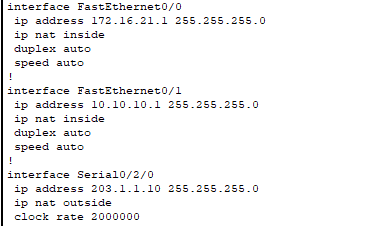 interface FastEthernet0/0
 ip address 172.16.21.1 255.255.255.0
 ip nat inside
 duplex auto
 speed auto
!
interface FastEthernet0/1
 ip address 10.10.10.1 255.255.255.0
 ip nat inside
 duplex auto
 speed auto
!
interface Serial0/2/0
 ip address 203.1.1.10 255.255.255.0
 ip nat outside
 clock rate 2000000